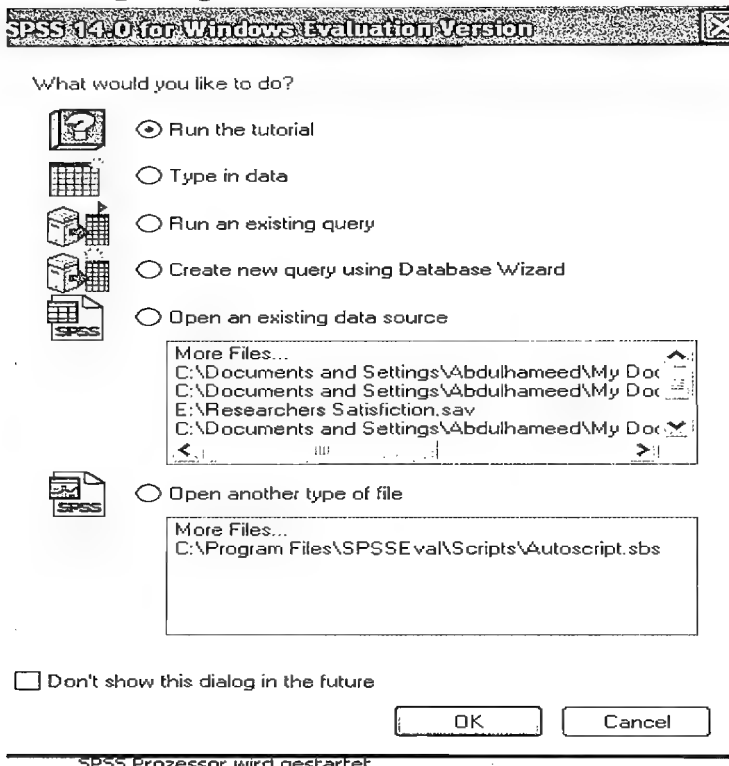 SPSS 14.0 for Windows Evaluation Version
What would you like to do?
Run the tutorial
Type in data
Run an existing query
Create new query using Database Wizard
SPSS
Open an existing data source
More Files...
C:\Documents and Settings\Abdulhameed\My Doc
C:\Documents and Settings\Abdulhameed\My Doc
E:\Researchers Satisfiction.sav
C:\Documents and Settings\Abdulhameed\My Doc
SPSS
Open another type of file
More Files...
C:\Program Files\SPSSEval\Scripts\Autoscript.sbs
Don't show this dialog in the future
OK
Cancel
SPSS Prozessor wird gestartet